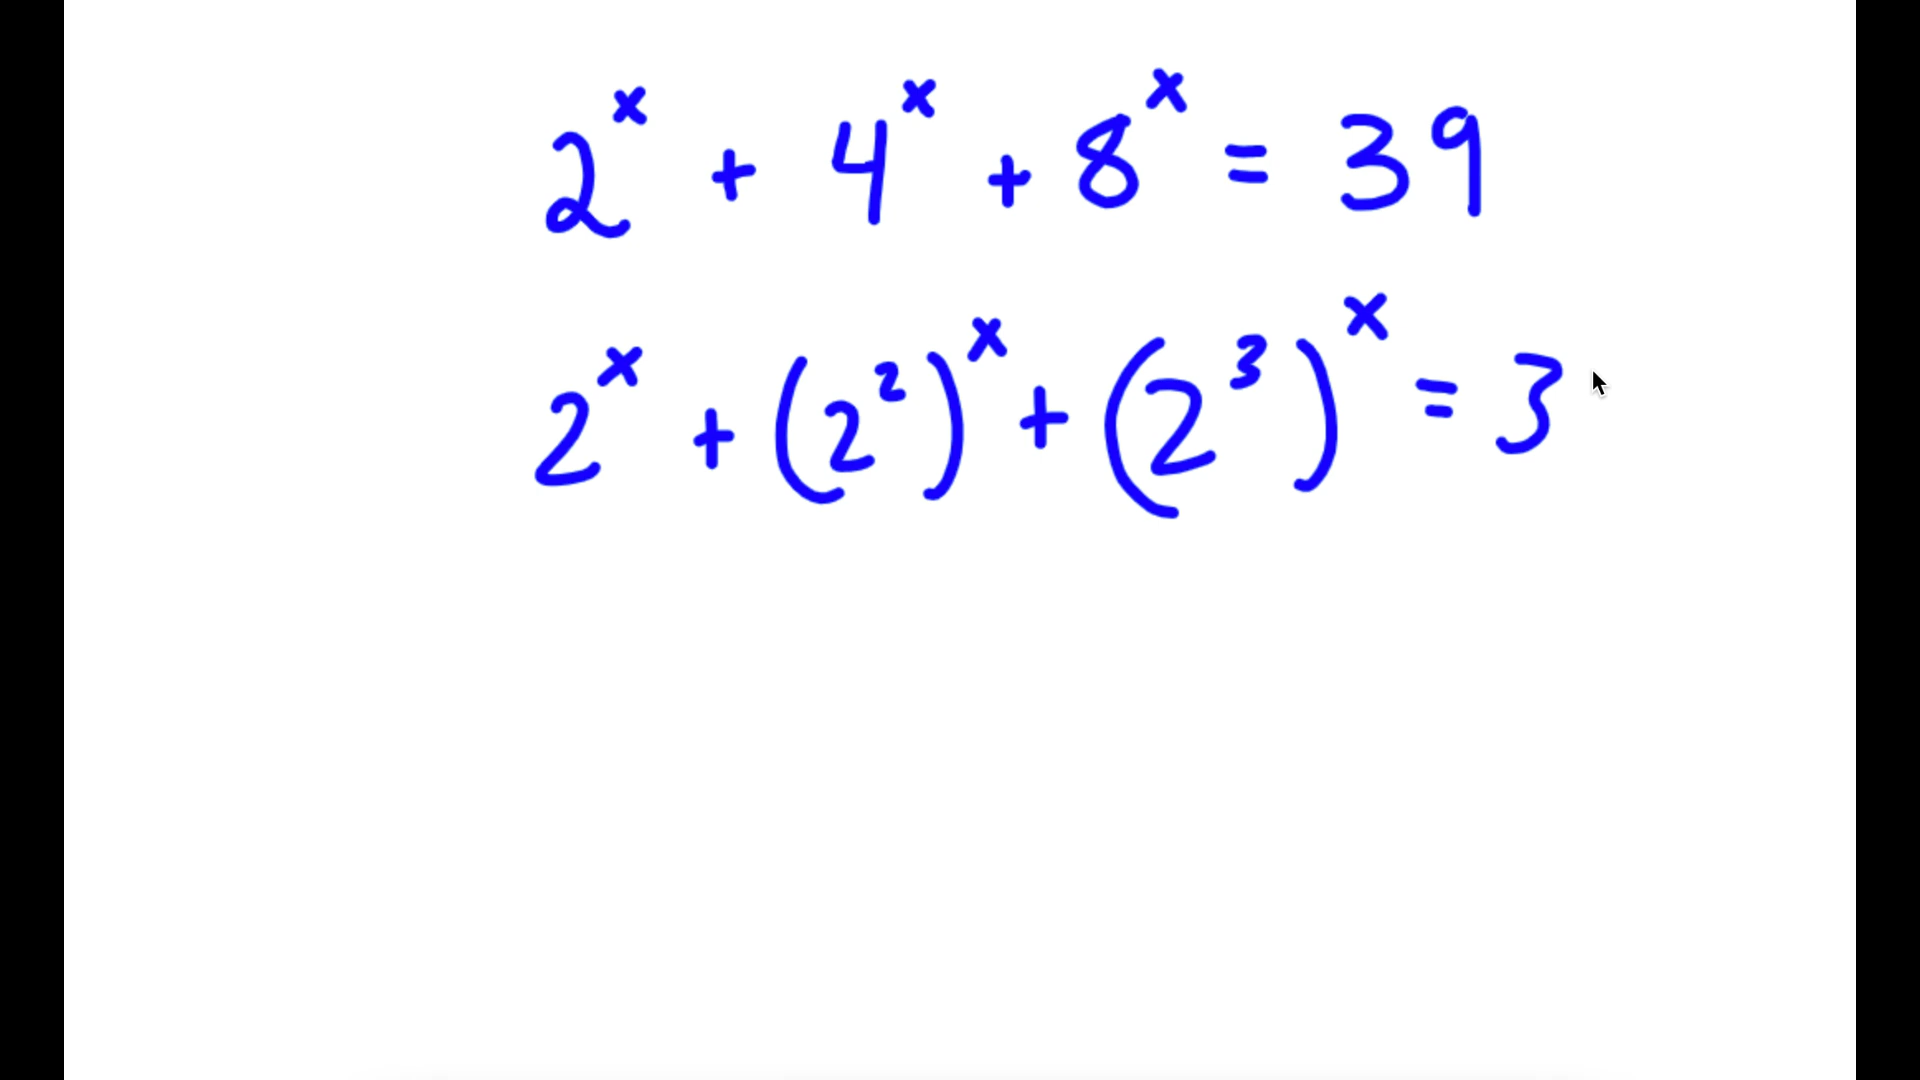 2^x + 4^x + 8^x = 39
2^x + (2^2)^x + (2^3)^x = 3